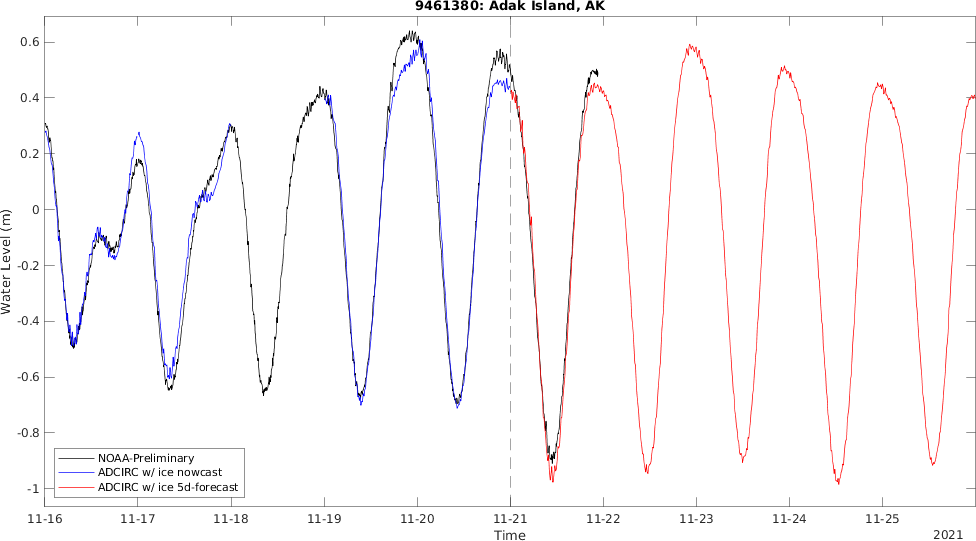 9461380: Adak Island, AK
Water Level (m)
0.6
0.4
0.2
0
-0.2
-0.4
-0.6
-0.8
-1
NOAA-Preliminary
ADCIRC w/ ice nowcast
ADCIRC w/ ice 5d-forecast
11-16 11-17 11-18 11-19 11-20 11-21 11-22 11-23 11-24 11-25
Time
2021